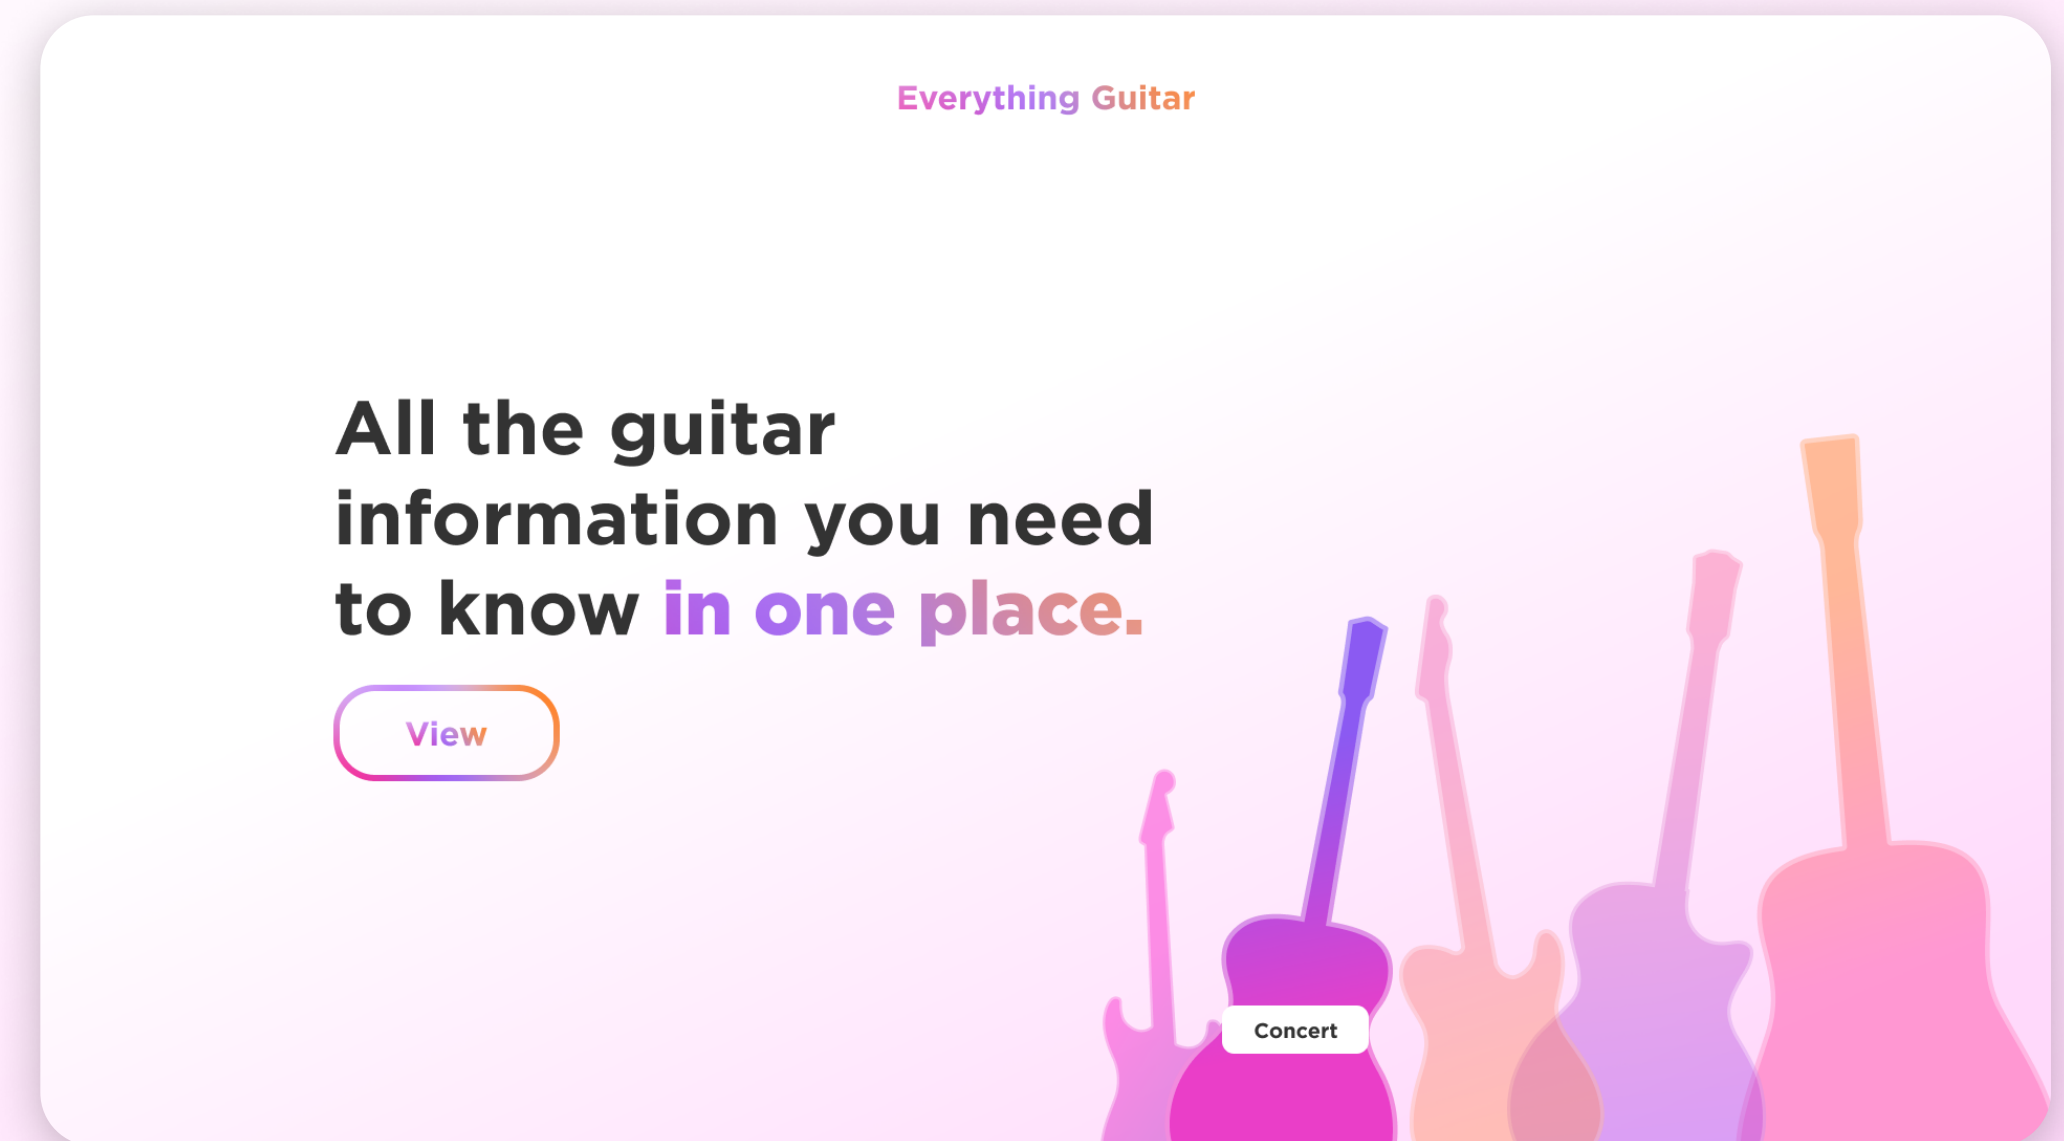 Everything Guitar
All the guitar
information you need
to know in one place.
View
Concert